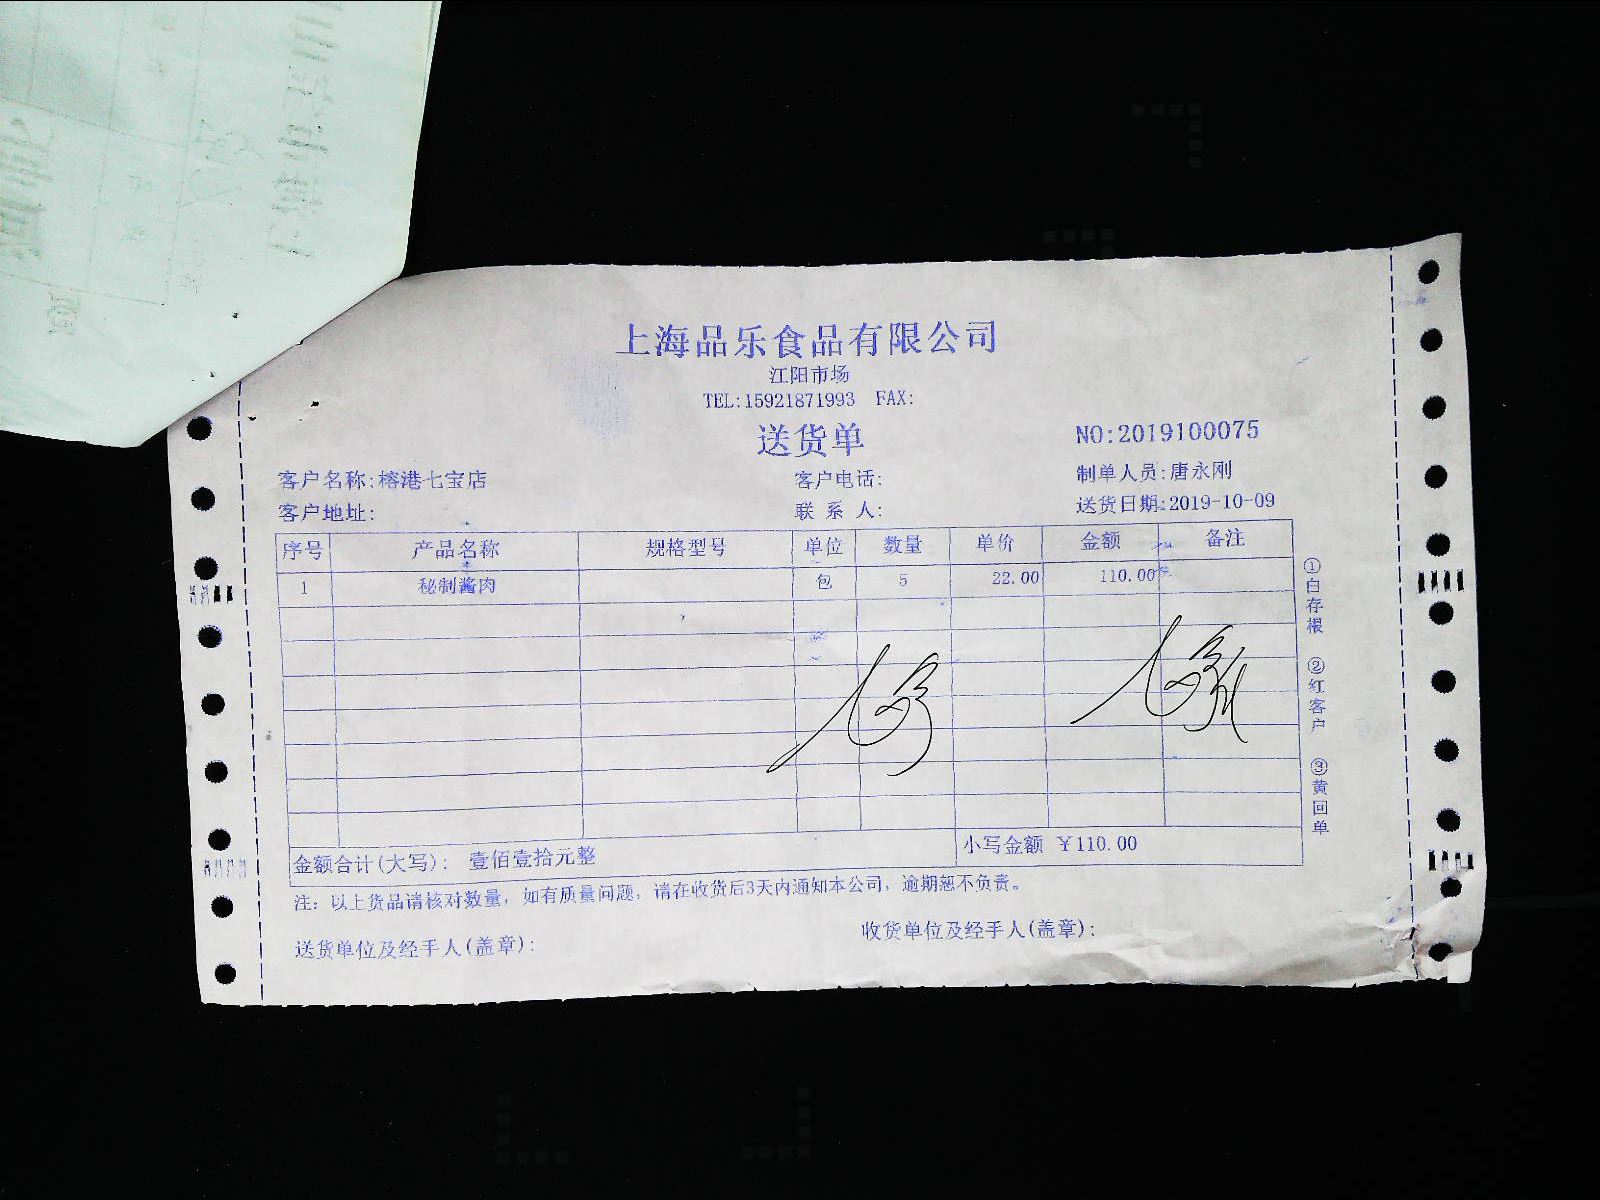 上海品乐食品有限公司
江阳市场
TEL:15921871993 FAX:
送货单
NO:2019100075
客户名称:榕港七宝店 客户电话: 制单人员:唐永刚
客户地址: 联系人: 送货日期:2019-10-09
序号 产品名称 规格型号 单位 数量 单价 金额 备注
1 秘制酱肉 包 5 22.00 110.00
金额合计(大写): 壹佰壹拾元整 小写金额 ¥110.00
注: 以上货品请核对数量, 如有质量问题, 请在收货后3天内通知本公司, 逾期恕不负责。
送货单位及经手人(盖章): 收货单位及经手人(盖章):
①白存根 ②红客户 ③黄回单